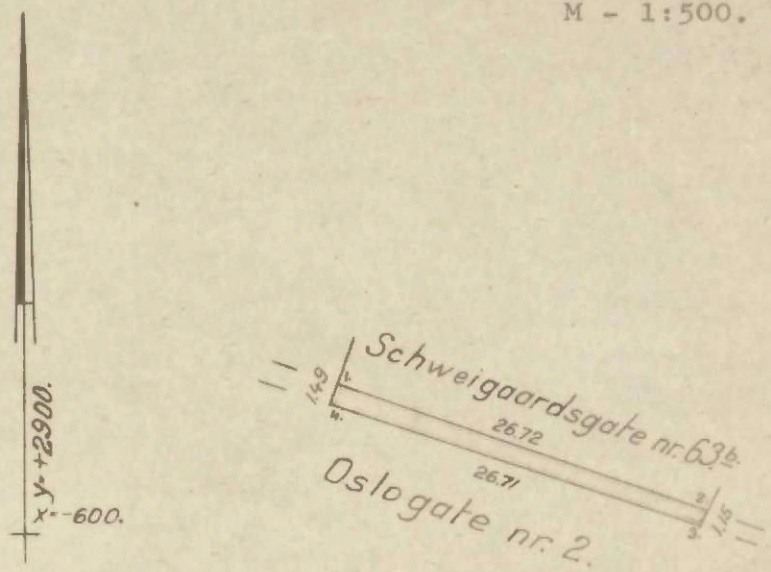 M - 1:500.
Schweigaardsgate nr. 63b.
1.49
1.
26.72
2
4.
26.71
3
1.15
Oslogate nr. 2.
y=+2900.
x=-600.